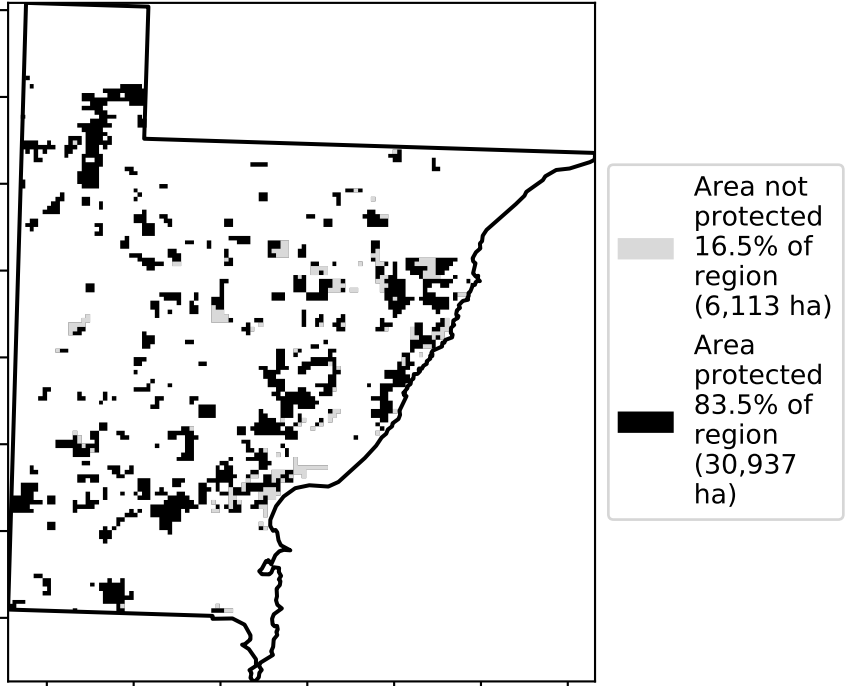 Area not
protected
16.5% of
region
(6,113 ha)
Area
protected
83.5% of
region
(30,937
ha)